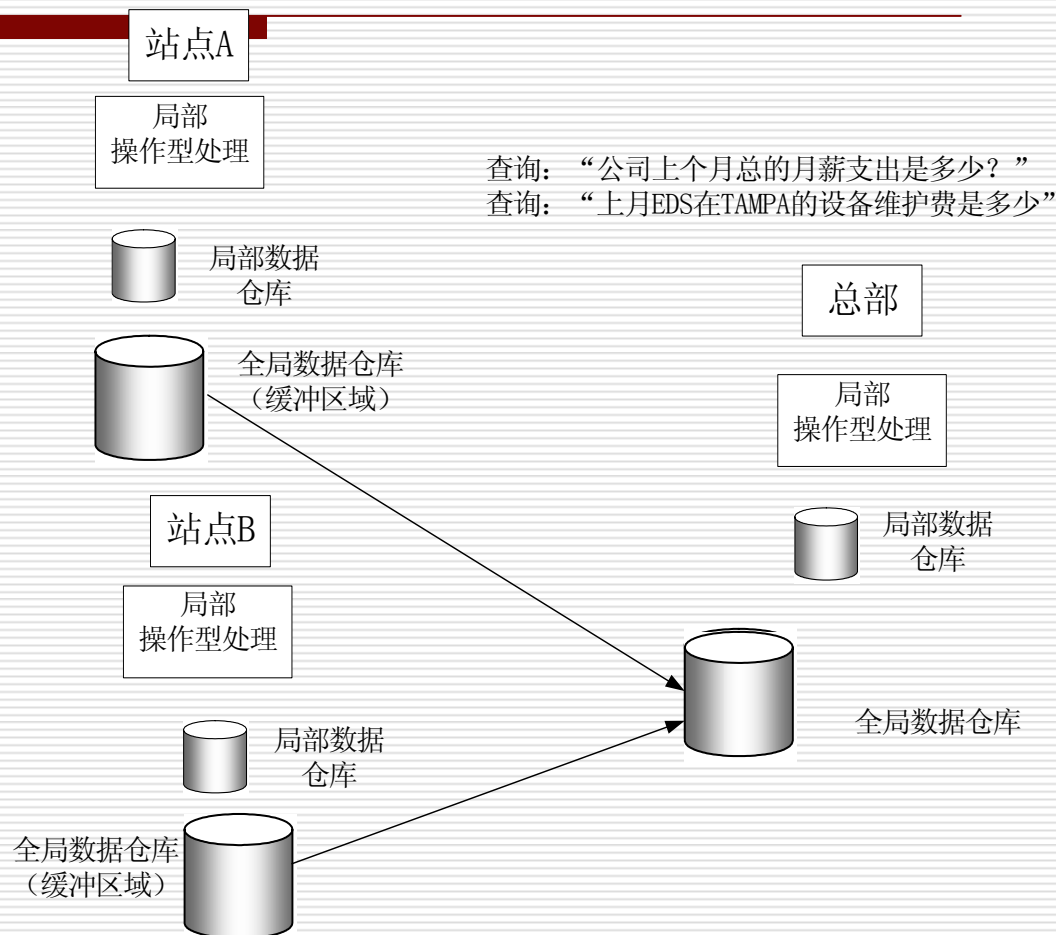 站点A
局部
操作型处理
查询：“公司上个月总的月薪支出是多少？”
查询：“上月EDS在TAMPA的设备维护费是多少”
局部数据
仓库
总部
全局数据仓库
（缓冲区域）
局部
操作型处理
站点B
局部数据
仓库
局部
操作型处理
全局数据仓库
局部数据
仓库
全局数据仓库
（缓冲区域）